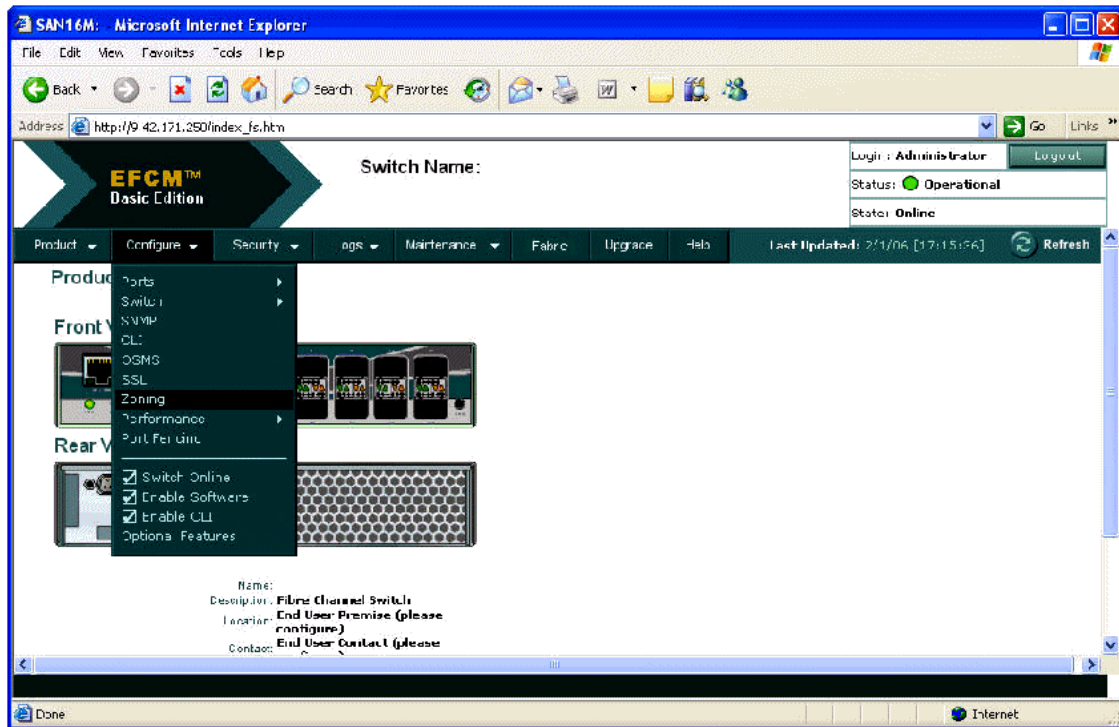 SAN16M: - Microsoft Internet Explorer
File Edit View Favorites Tools Help
Back Search Favorites
Address http://9.42.171.250/index_fs.htm Go Links »
EFCM™
Basic Edition
Switch Name:
Login: Administrator Logout
Status: Operational
State: Online
Product Configure Security Logs Maintenance Fabric Upgrade Help Last Updated: 2/1/06 [17:15:26] Refresh
Produc
Ports
Switch
SNMP
CLI
OSMS
SSL
Zoning
Performance
Port Fencing
Switch Online
Enable Software
Enable CLI
Optional Features
Front V
Rear V
Name:
Description: Fibre Channel Switch
Location: End User Premise (please
configure)
Contact: End User Contact (please
Done Internet